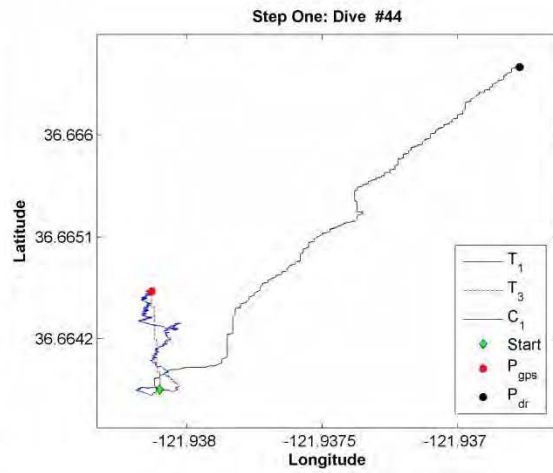 Step One: Dive #44
Latitude
36.666
36.6651
36.6642
T1
T3
C1
Start
Pgps
Pdr
-121.938
-121.9375
-121.937
Longitude